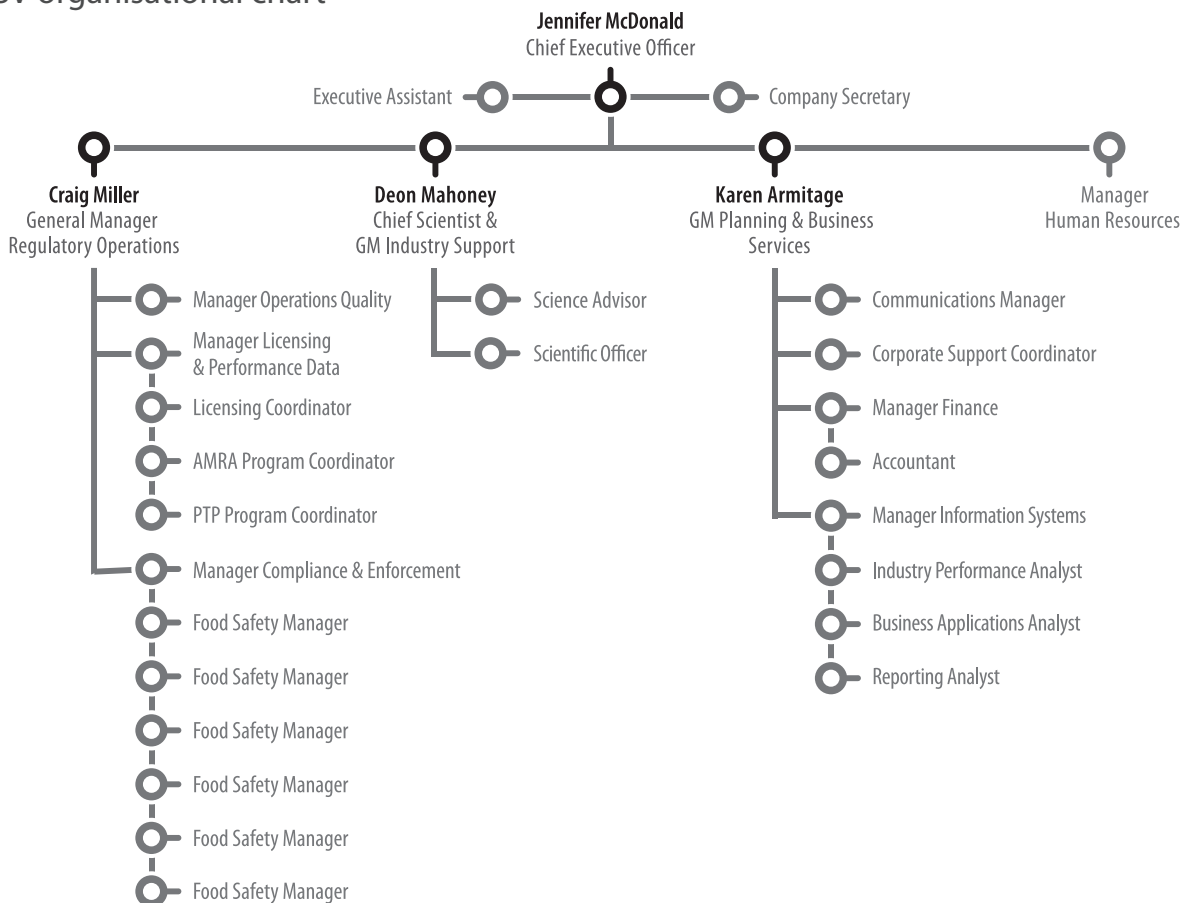 organisational chart
Jennifer McDonald
Chief Executive Officer
Executive Assistant
Company Secretary
Craig Miller
General Manager
Regulatory Operations
Deon Mahoney
Chief Scientist &
GM Industry Support
Karen Armitage
GM Planning & Business
Services
Manager
Human Resources
Manager Operations Quality
Manager Licensing
& Performance Data
Licensing Coordinator
AMRA Program Coordinator
PTP Program Coordinator
Manager Compliance & Enforcement
Food Safety Manager
Food Safety Manager
Food Safety Manager
Food Safety Manager
Food Safety Manager
Food Safety Manager
Science Advisor
Scientific Officer
Communications Manager
Corporate Support Coordinator
Manager Finance
Accountant
Manager Information Systems
Industry Performance Analyst
Business Applications Analyst
Reporting Analyst